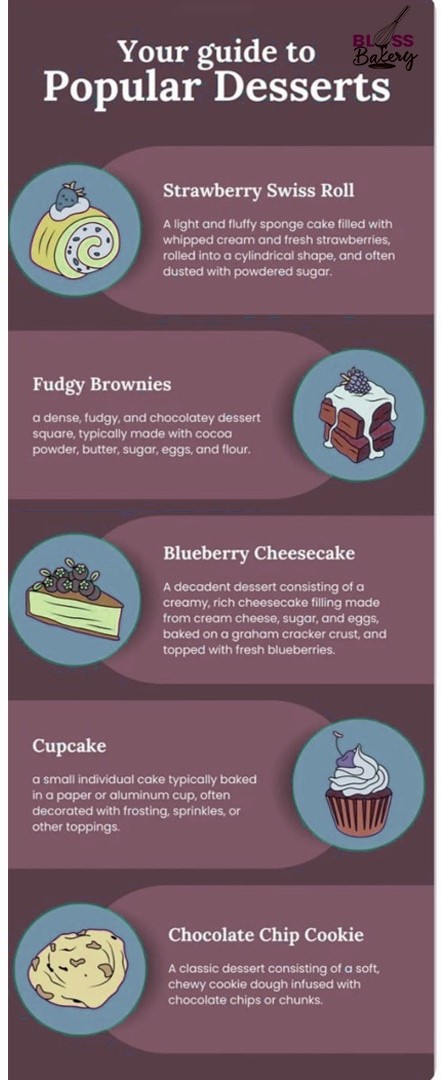 BLISS
Bakery
Your guide to
Popular Desserts
Strawberry Swiss Roll
A light and fluffy sponge cake filled with
whipped cream and fresh strawberries,
rolled into a cylindrical shape, and often
dusted with powdered sugar.
Fudgy Brownies
a dense, fudgy, and chocolatey dessert
square, typically made with cocoa
powder, butter, sugar, eggs, and flour.
Blueberry Cheesecake
A decadent dessert consisting of a
creamy, rich cheesecake filling made
from cream cheese, sugar, and eggs,
baked on a graham cracker crust, and
topped with fresh blueberries.
Cupcake
a small individual cake typically baked
in a paper or aluminum cup, often
decorated with frosting, sprinkles, or
other toppings.
Chocolate Chip Cookie
A classic dessert consisting of a soft,
chewy cookie dough infused with
chocolate chips or chunks.